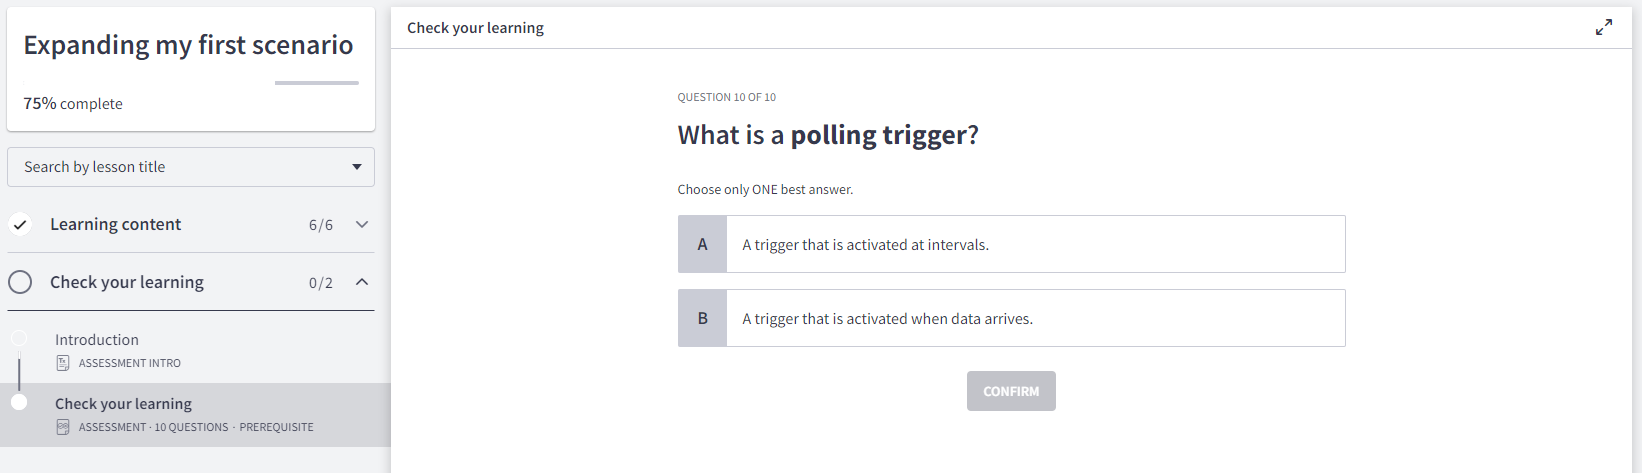 Expanding my first scenario
75% complete
Search by lesson title
Learning content 6/6
Check your learning 0/2
Introduction
ASSESSMENT INTRO
Check your learning
ASSESSMENT · 10 QUESTIONS · PREREQUISITE
Check your learning
QUESTION 10 OF 10
What is a polling trigger?
Choose only ONE best answer.
A A trigger that is activated at intervals.
B A trigger that is activated when data arrives.
CONFIRM